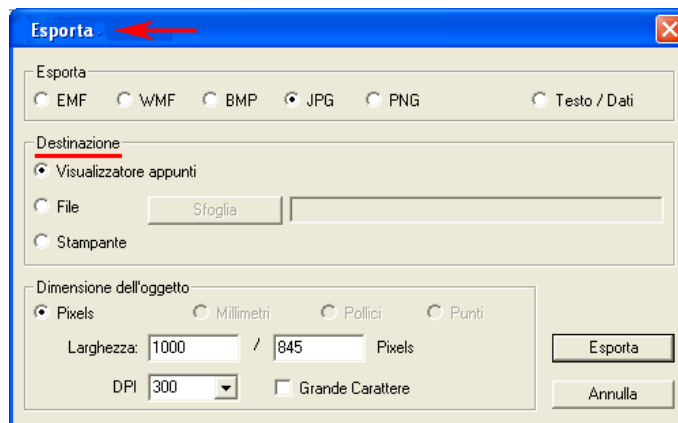 Esporta
Esporta
EMF WMF BMP JPG PNG Testo / Dati
Destinazione
Visualizzatore appunti
File Sfoglia
Stampante
Dimensione dell'oggetto
Pixels Millimetri Pollici Punti
Larghezza: 1000 / 845 Pixels Esporta
DPI 300 Grande Carattere Annulla